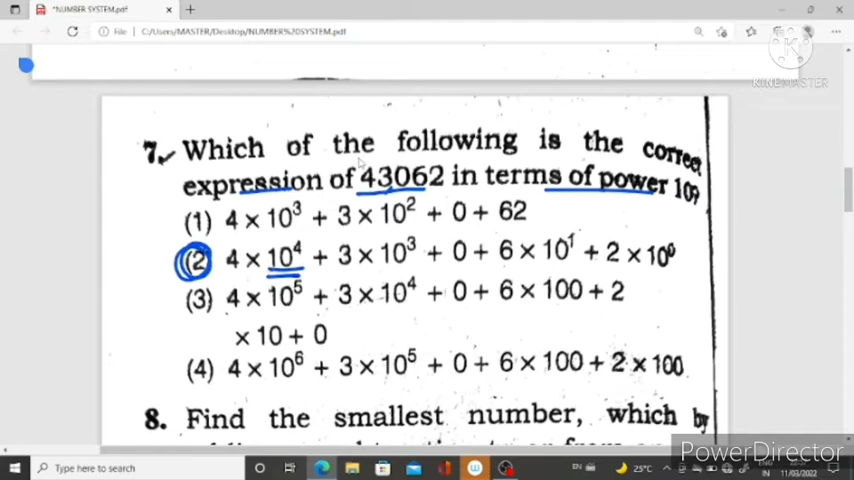 *NUMBER SYSTEM.pdf
File | C:/Users/MASTER/Desktop/NUMBER%20SYSTEM.pdf
KINEMASTER
7. Which of the following is the correct
expression of 43062 in terms of power 10?
(1) 4 × 10³ + 3 × 10² + 0 + 62
(2) 4 × 10⁴ + 3 × 10³ + 0 + 6 × 10¹ + 2 × 10⁰
(3) 4 × 10⁵ + 3 × 10⁴ + 0 + 6 × 100 + 2
× 10 + 0
(4) 4 × 10⁶ + 3 × 10⁵ + 0 + 6 × 100 + 2 × 100
8. Find the smallest number, which by
PowerDirector
Type here to search
EN
25°C
ENG
IN
11/03/2022